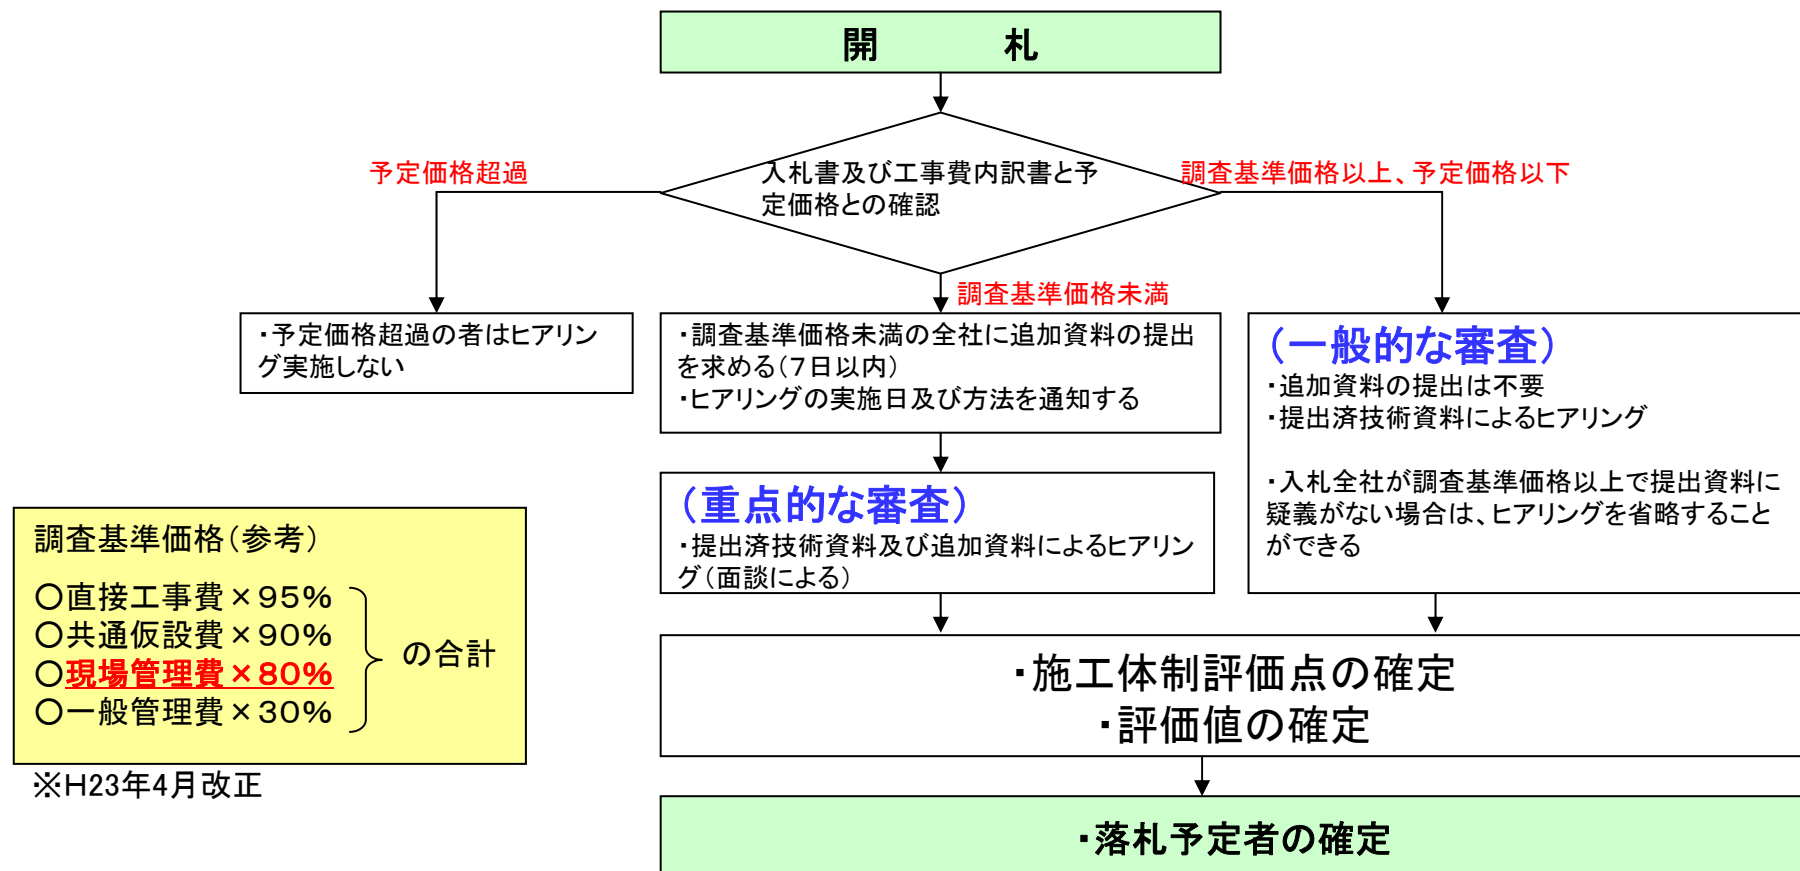 開　　　札
入札書及び工事費内訳書と予
定価格との確認
予定価格超過
調査基準価格以上、予定価格以下
調査基準価格未満
・予定価格超過の者はヒアリン
グ実施しない
・調査基準価格未満の全社に追加資料の提出
を求める（７日以内）
・ヒアリングの実施日及び方法を通知する
（重点的な審査）
・提出済技術資料及び追加資料によるヒアリン
グ（面談による）
（一般的な審査）
・追加資料の提出は不要
・提出済技術資料によるヒアリング
・入札全社が調査基準価格以上で提出資料に
疑義がない場合は、ヒアリングを省略すること
ができる
調査基準価格（参考）
○直接工事費×９５％
○共通仮設費×９０％
○現場管理費×８０％
○一般管理費×３０％
の合計
※H23年4月改正
・施工体制評価点の確定
・評価値の確定
・落札予定者の確定